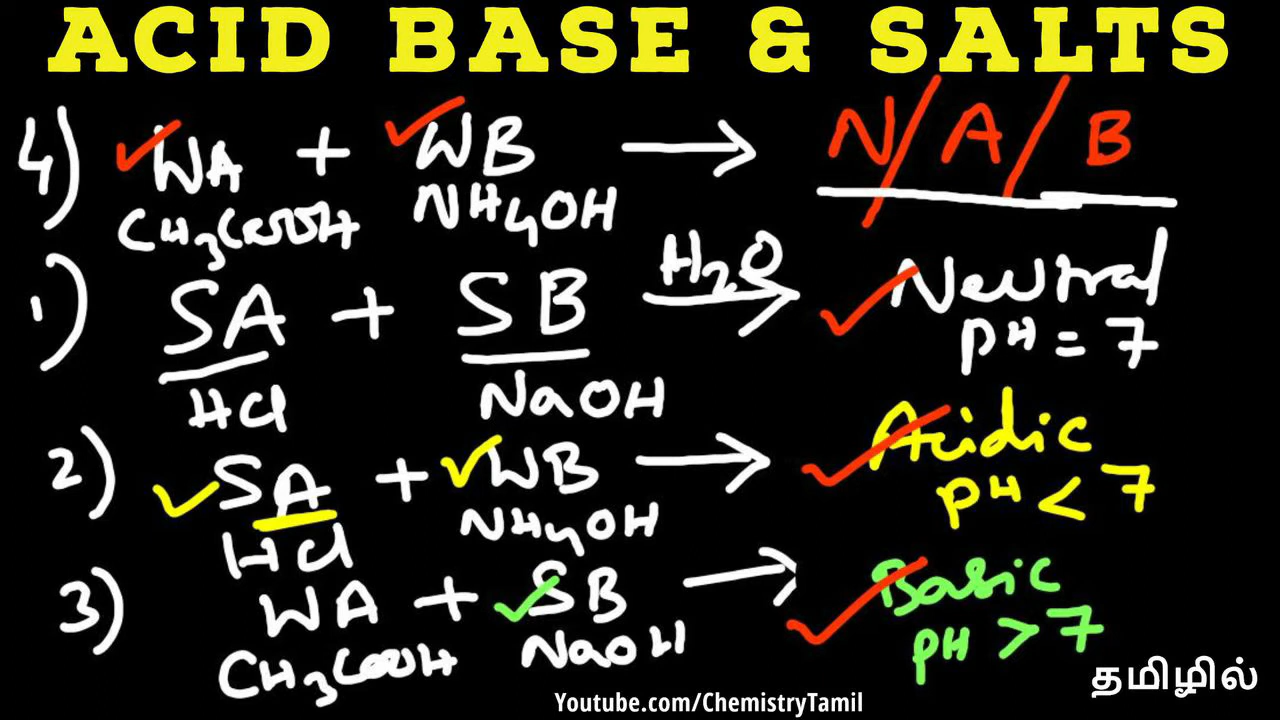 ACID BASE & SALTS
4) WA + WB → N/A/B
CH3COOH NH4OH
1) SA + SB H2O → Neutral
HCl NaOH pH = 7
2) SA + WB → Acidic
HCl NH4OH pH < 7
3) WA + SB → Basic
CH3COOH NaOH pH > 7
தமிழில்
Youtube.com/ChemistryTamil